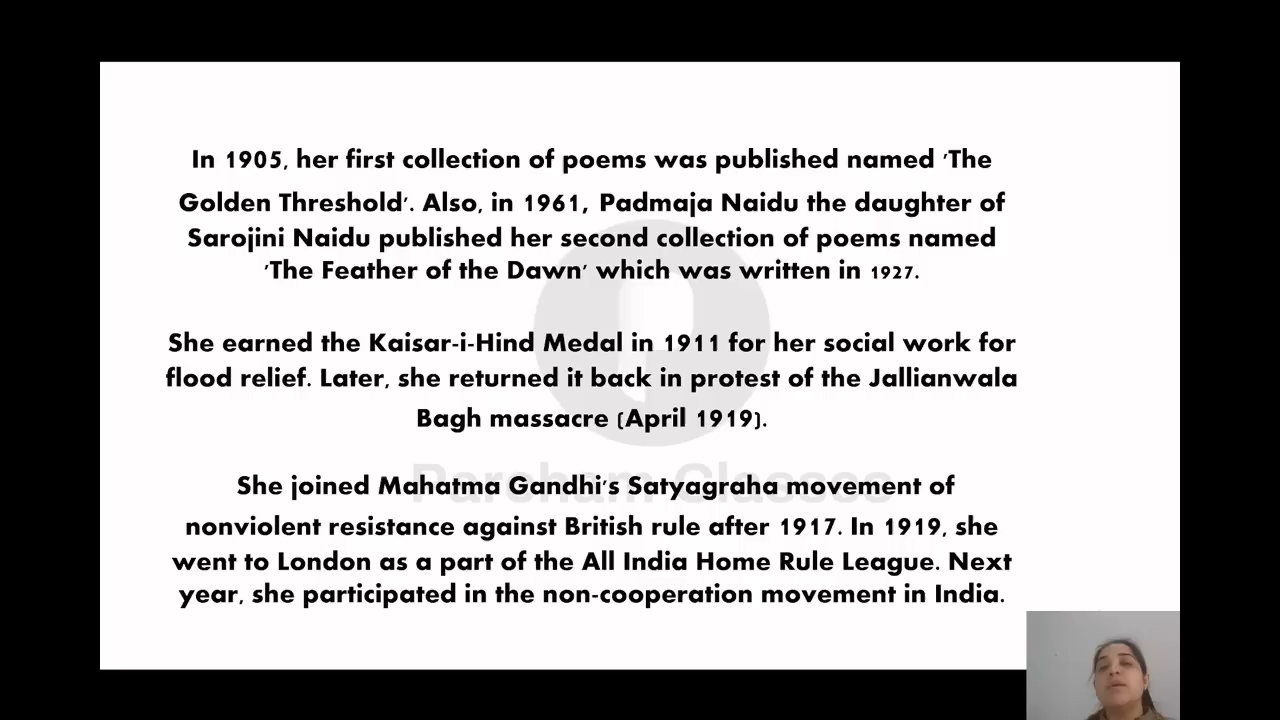 In 1905, her first collection of poems was published named 'The
Golden Threshold'. Also, in 1961, Padmaja Naidu the daughter of
Sarojini Naidu published her second collection of poems named
'The Feather of the Dawn' which was written in 1927.
She earned the Kaisar-i-Hind Medal in 1911 for her social work for
flood relief. Later, she returned it back in protest of the Jallianwala
Bagh massacre (April 1919).
Parcham Classes
She joined Mahatma Gandhi's Satyagraha movement of
nonviolent resistance against British rule after 1917. In 1919, she
went to London as a part of the All India Home Rule League. Next
year, she participated in the non-cooperation movement in India.